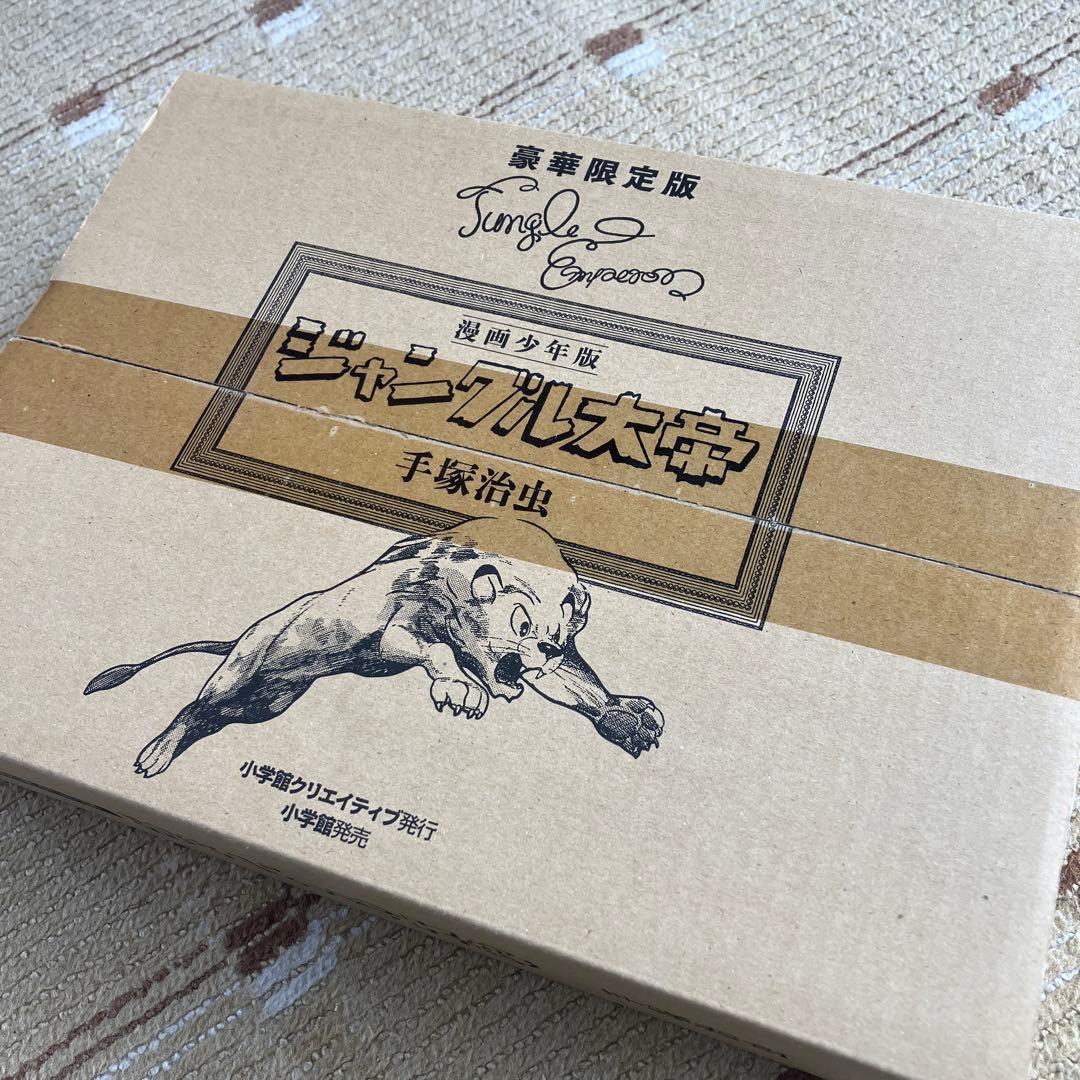 豪華限定版
Jungle
Emperor
漫画少年版
ジャングル大帝
手塚治虫
小学館クリエイティブ発行
小学館発売